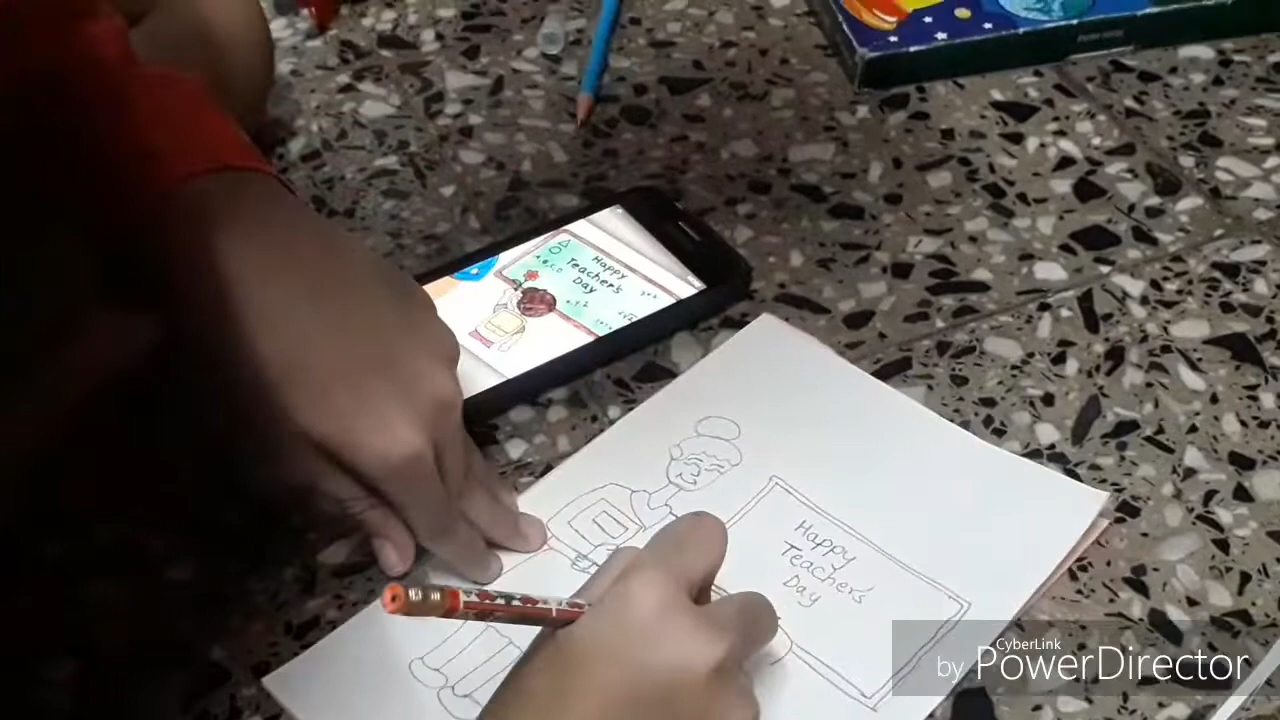 Happy
Teacher's
Day
Happy
Teacher's
Day
CyberLink
by PowerDirector